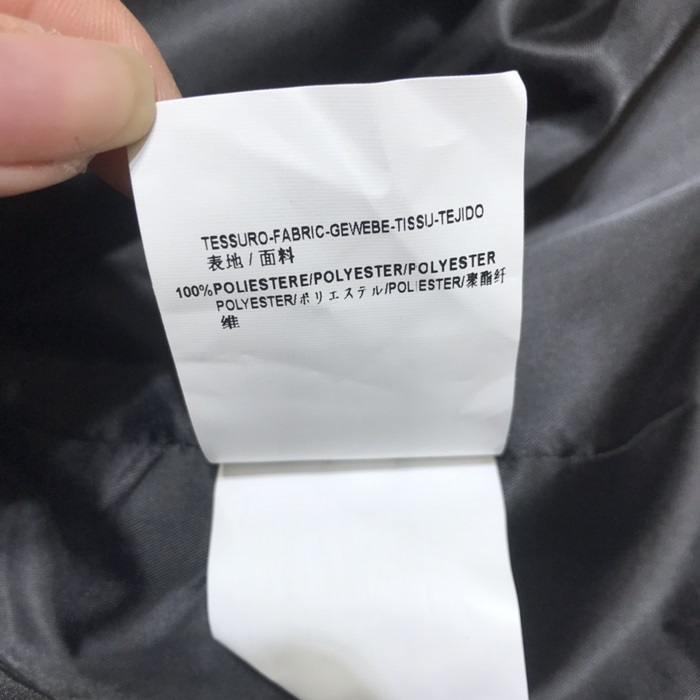 TESSURO-FABRIC-GEWEBE-TISSU-TEJIDO
表地/面料
100%POLIESTERE/POLYESTER/POLYESTER
POLYESTER/ポリエステル/POLIESTER/聚酯纤
维